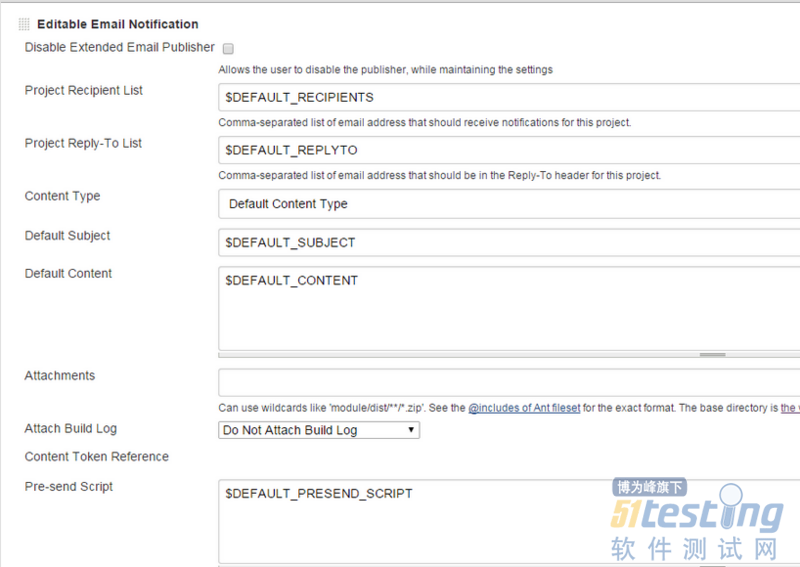 Editable Email Notification
Disable Extended Email Publisher
Allows the user to disable the publisher, while maintaining the settings
Project Recipient List
$DEFAULT_RECIPIENTS
Comma-separated list of email address that should receive notifications for this project.
Project Reply-To List
$DEFAULT_REPLYTO
Comma-separated list of email address that should be in the Reply-To header for this project.
Content Type
Default Content Type
Default Subject
$DEFAULT_SUBJECT
Default Content
$DEFAULT_CONTENT
Attachments
Can use wildcards like 'module/dist/**/*.zip'. See the @includes of Ant fileset for the exact format. The base directory is the
Attach Build Log
Do Not Attach Build Log
Content Token Reference
Pre-send Script
$DEFAULT_PRESEND_SCRIPT
博为峰旗下
51testing
软件测试网